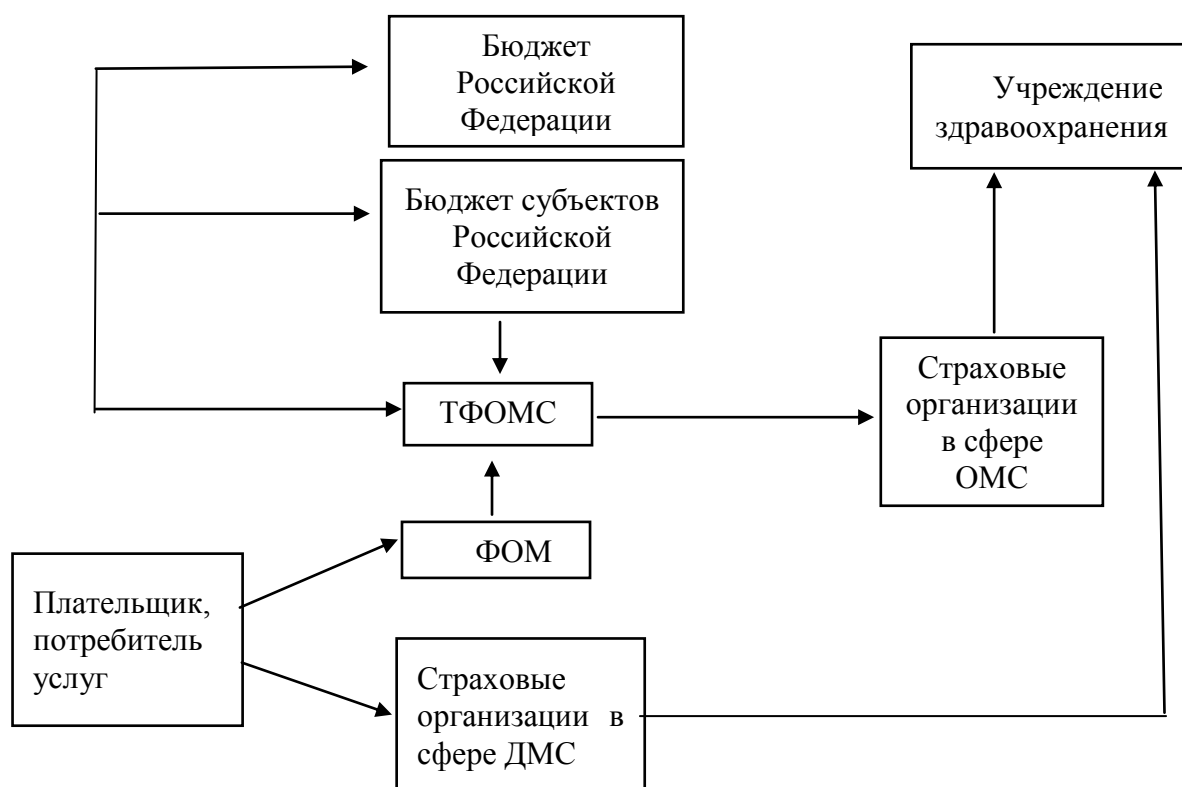 Бюджет
Российской
Федерации
Учреждение
здравоохранения
Бюджет субъектов
Российской
Федерации
ТФОМС
Страховые
организации
в сфере
ОМС
ФОМ
Плательщик,
потребитель
услуг
Страховые
организации в
сфере ДМС